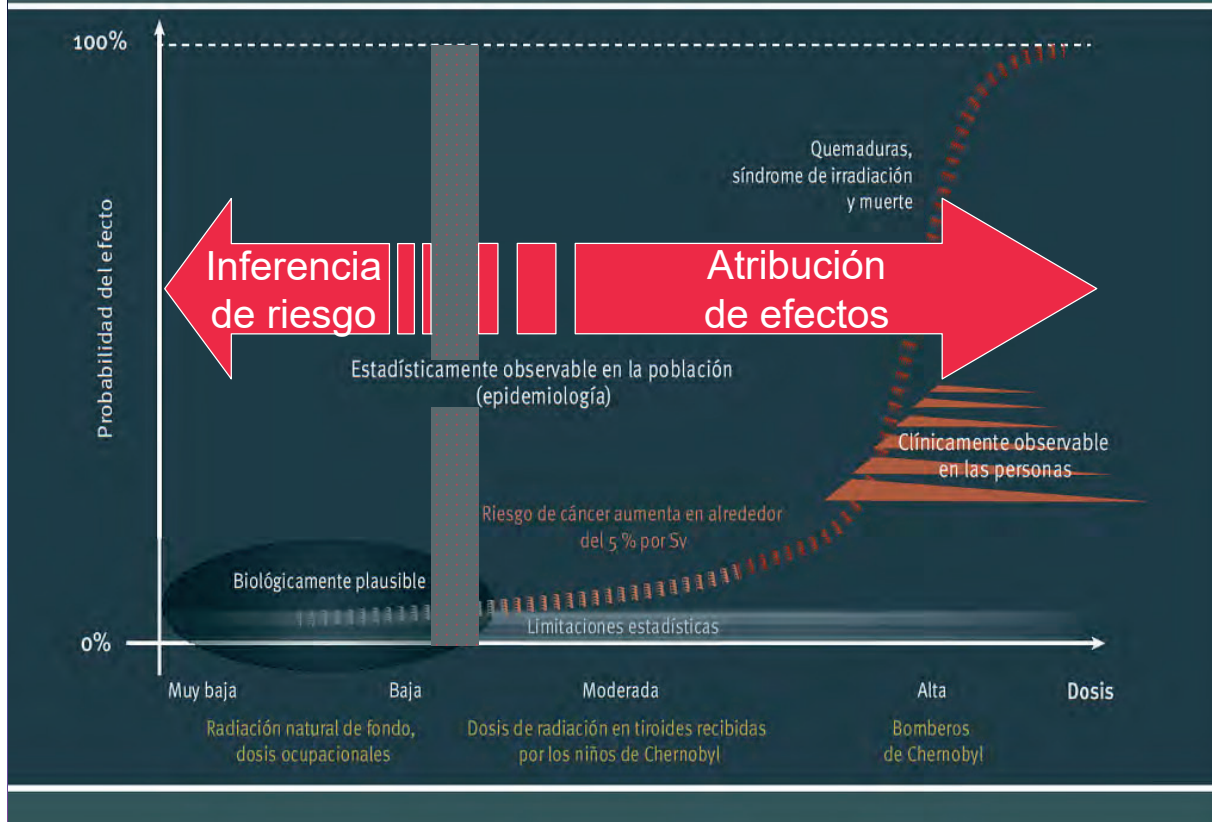 100%
Probabilidad del efecto
Quemaduras,
síndrome de irradiación
y muerte
Inferencia
de riesgo
Atribución
de efectos
Estadísticamente observable en la población
(epidemiología)
Clínicamente observable
en las personas
Riesgo de cáncer aumenta en alrededor
del 5 % por Sv
Biológicamente plausible
Limitaciones estadísticas
0%
Muy baja
Baja
Moderada
Alta
Dosis
Radiación natural de fondo,
dosis ocupacionales
Dosis de radiación en tiroides recibidas
por los niños de Chernobyl
Bomberos
de Chernobyl